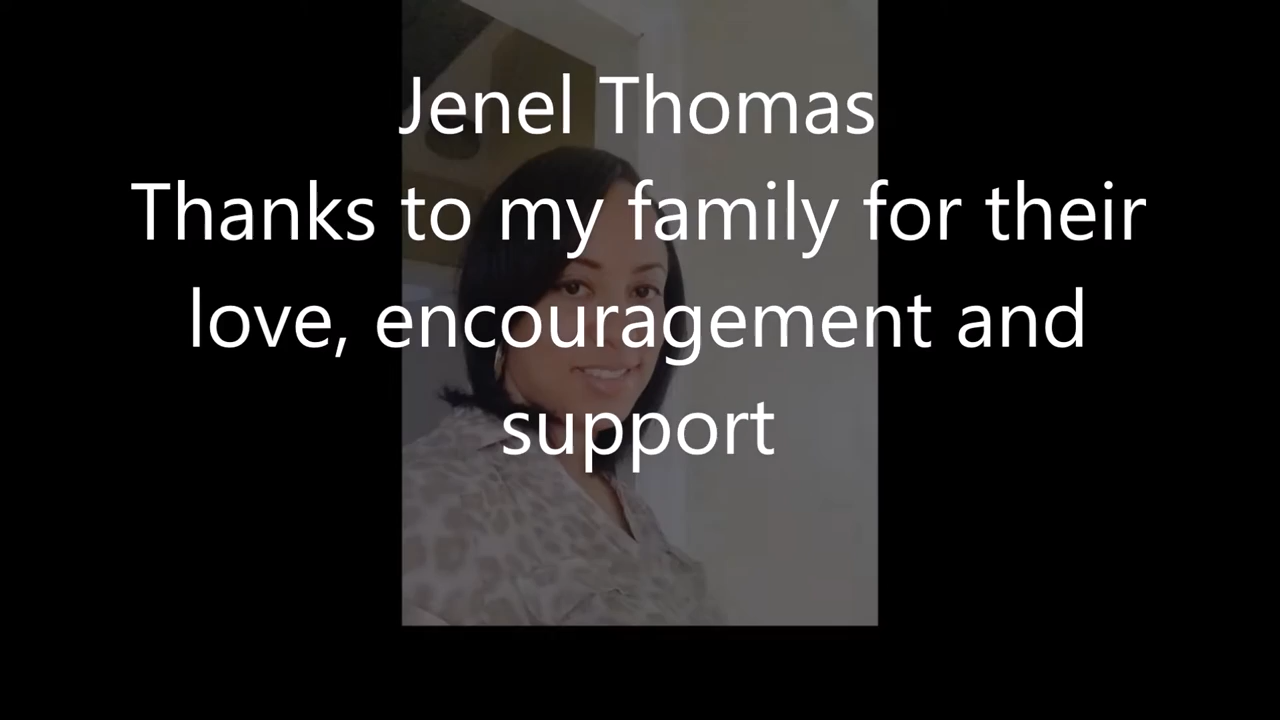 Jenel Thomas
Thanks to my family for their
love, encouragement and
support